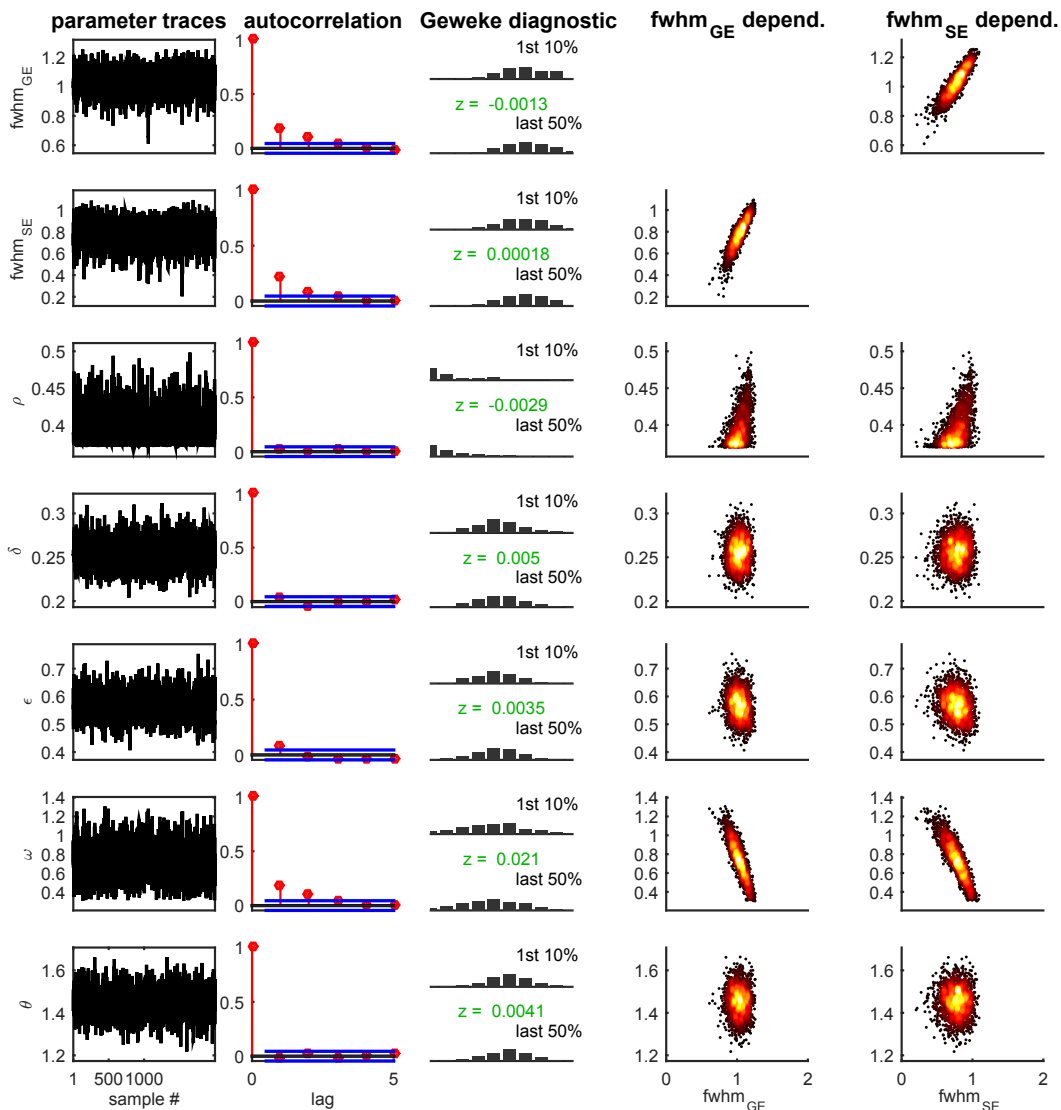 parameter traces autocorrelation Geweke diagnostic fwhm_GE depend. fwhm_SE depend.
fwhm_GE 1.2 1 0.8 0.6 1 0.5 0 1st 10% z = -0.0013 last 50% 1.2 1 0.8 0.6
fwhm_SE 1 0.8 0.6 0.4 0.2 1 0.5 0 1st 10% z = 0.00018 last 50% 1 0.8 0.6 0.4 0.2
ρ 0.5 0.45 0.4 1 0.5 0 1st 10% z = -0.0029 last 50% 0.5 0.45 0.4 0.5 0.45 0.4
δ 0.3 0.25 0.2 1 0.5 0 1st 10% z = 0.005 last 50% 0.3 0.25 0.2 0.3 0.25 0.2
ϵ 0.7 0.6 0.5 0.4 1 0.5 0 1st 10% z = 0.0035 last 50% 0.7 0.6 0.5 0.4 0.7 0.6 0.5 0.4
ω 1.4 1.2 1 0.8 0.6 0.4 1 0.5 0 1st 10% z = 0.021 last 50% 1.4 1.2 1 0.8 0.6 0.4 1.4 1.2 1 0.8 0.6 0.4
θ 1.6 1.4 1.2 1 0.5 0 1st 10% z = 0.0041 last 50% 1.6 1.4 1.2 1.6 1.4 1.2
1 500 1000 0 5 0 1 2 0 1 2
sample # lag fwhm_GE fwhm_SE